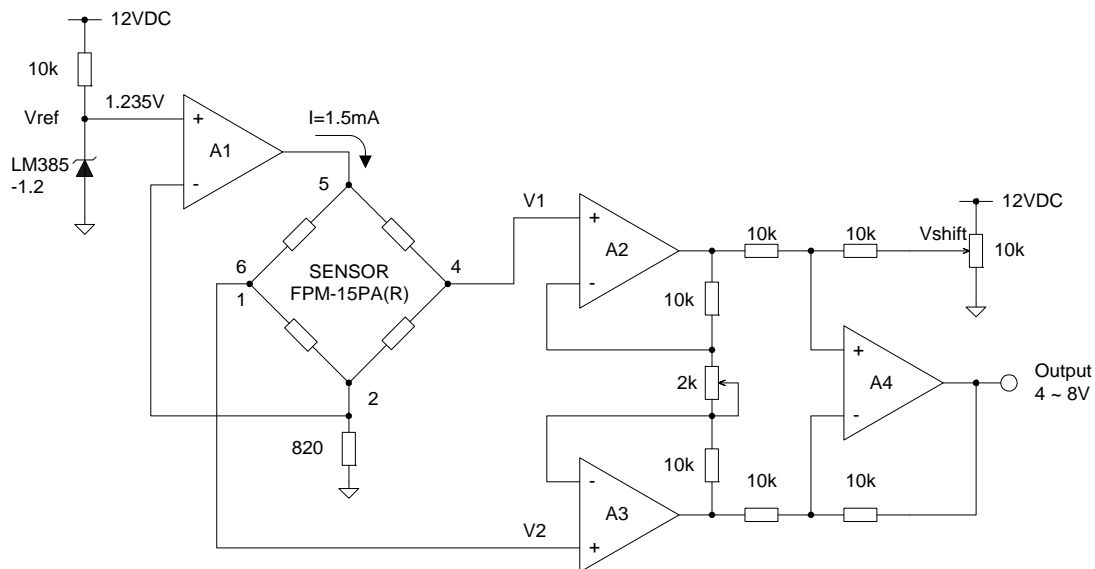 12VDC
10k
1.235V
Vref
LM385
-1.2
+
A1
-
I=1.5mA
5
6
1
4
SENSOR
FPM-15PA(R)
2
820
V1
V2
+
A2
-
10k
2k
10k
-
A3
+
10k
10k
Vshift
12VDC
10k
+
A4
-
10k
10k
Output
4 ~ 8V